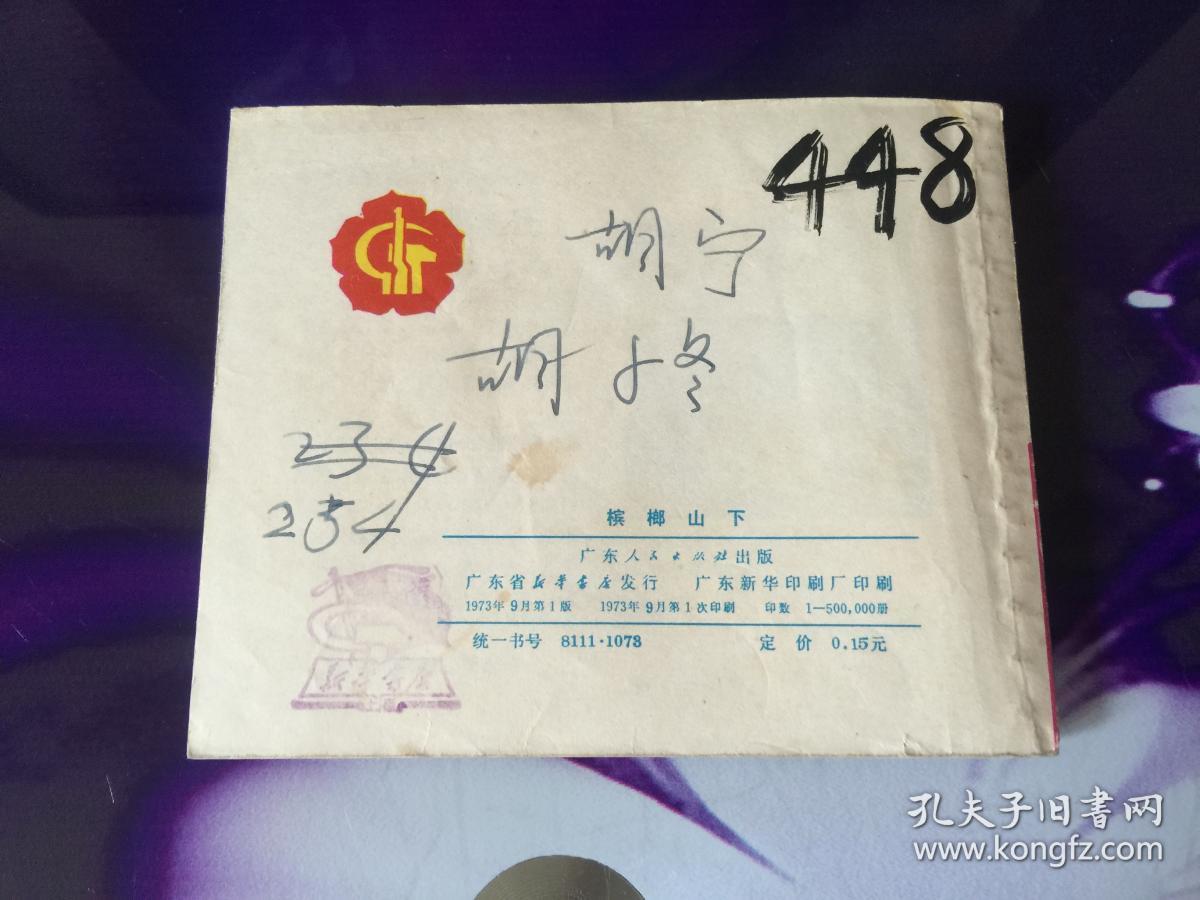 448
胡宁
胡
234
254
槟榔山下
广东人民出版社出版
广东省新华书店发行 广东新华印刷厂印刷
1973年9月第1版 1973年9月第1次印刷 印数 1—500,000册
统一书号 8111·1073 定价 0.15元
孔夫子旧书网
www.kongfz.com